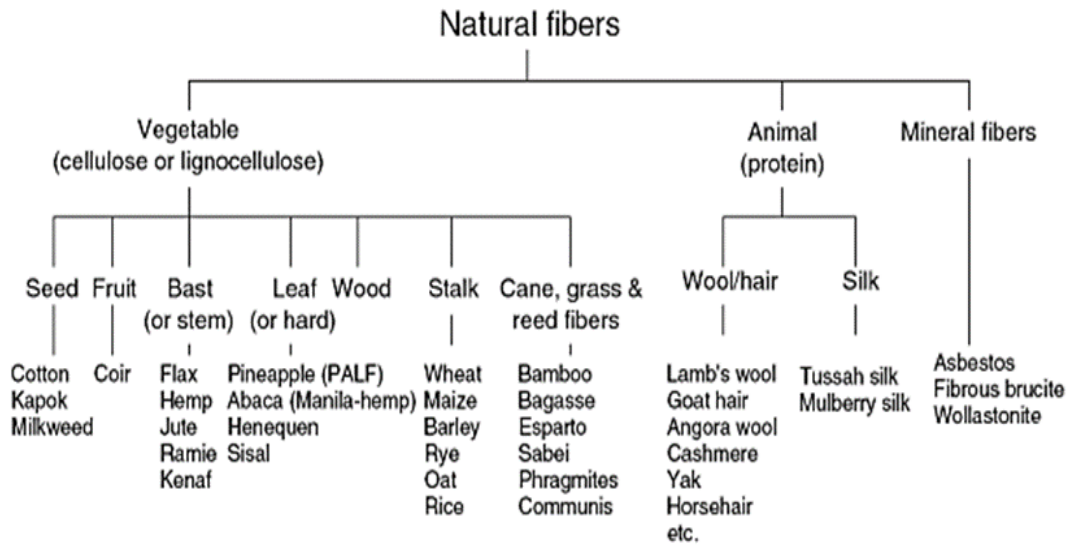 Natural fibers
Vegetable
(cellulose or lignocellulose)
Animal
(protein)
Mineral fibers
Seed
Fruit
Bast
(or stem)
Leaf
(or hard)
Wood
Stalk
Cane, grass &
reed fibers
Wool/hair
Silk
Cotton
Kapok
Milkweed
Coir
Flax
Hemp
Jute
Ramie
Kenaf
Pineapple (PALF)
Abaca (Manila-hemp)
Henequen
Sisal
Wheat
Maize
Barley
Rye
Oat
Rice
Bamboo
Bagasse
Esparto
Sabei
Phragmites
Communis
Lamb's wool
Goat hair
Angora wool
Cashmere
Yak
Horsehair
etc.
Tussah silk
Mulberry silk
Asbestos
Fibrous brucite
Wollastonite